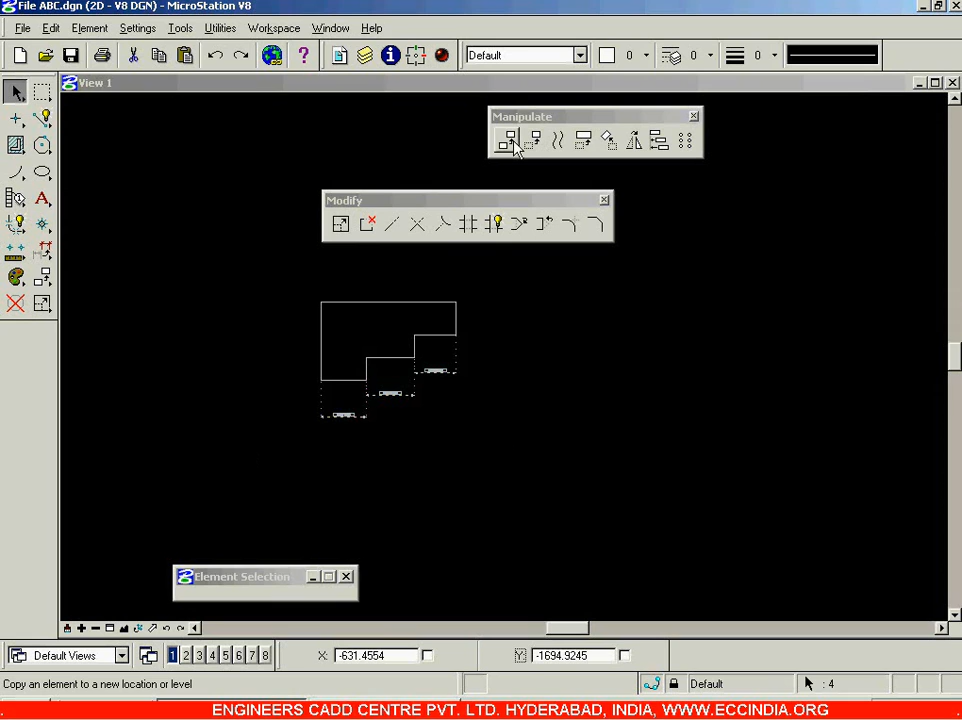 File ABC.dgn (2D - V8 DGN) - MicroStation V8
File Edit Element Settings Tools Utilities Workspace Window Help
Default 0 0 0
View 1
Manipulate
Modify
Element Selection
Default Views 1 2 3 4 5 6 7 8 X: -631.4554 Y: -1694.9245
Copy an element to a new location or level Default : 4
ENGINEERS CADD CENTRE PVT. LTD. HYDERABAD, INDIA, WWW.ECCINDIA.ORG